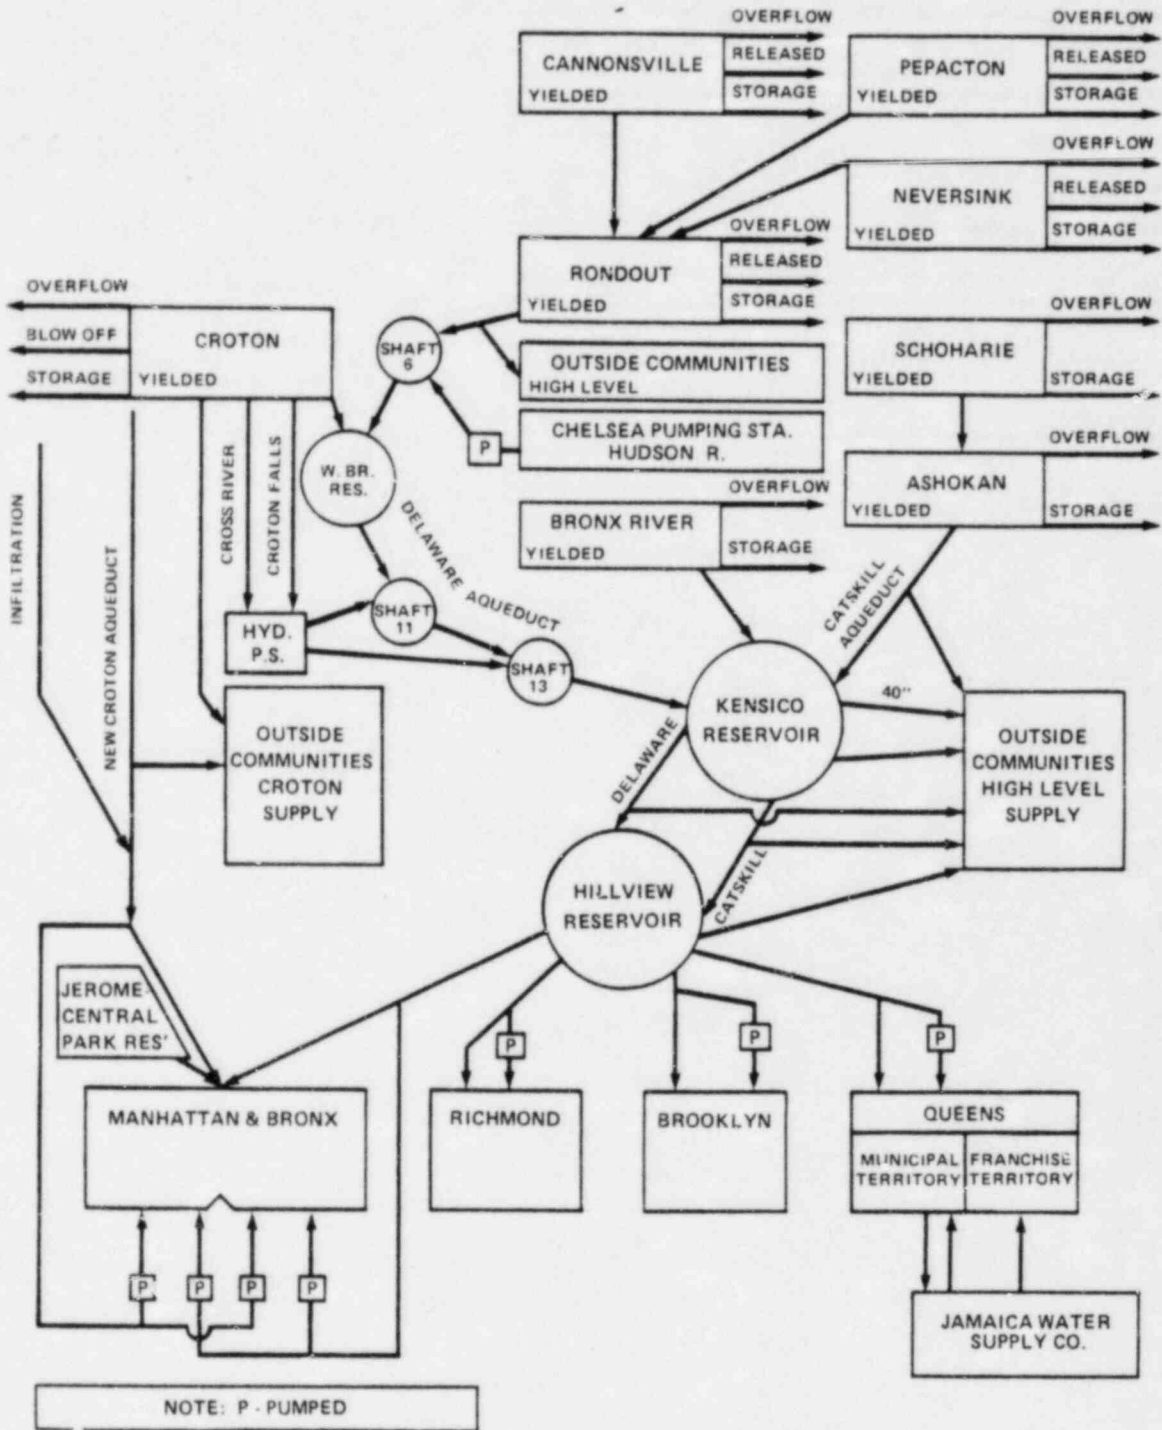 OVERFLOW
CANNONSVILLE
RELEASED
YIELDED
STORAGE
OVERFLOW
PEPACTON
RELEASED
YIELDED
STORAGE
OVERFLOW
NEVERSINK
RELEASED
YIELDED
STORAGE
OVERFLOW
RONDOUT
RELEASED
YIELDED
STORAGE
OVERFLOW
BLOW OFF
CROTON
STORAGE
YIELDED
SHAFT
6
OUTSIDE COMMUNITIES
HIGH LEVEL
CHELSEA PUMPING STA.
HUDSON R.
P
OVERFLOW
SCHOHARIE
YIELDED
STORAGE
OVERFLOW
ASHOKAN
YIELDED
STORAGE
W. BR.
RES.
OVERFLOW
BRONX RIVER
YIELDED
STORAGE
INFILTRATION
NEW CROTON AQUEDUCT
CROSS RIVER
CROTON FALLS
DELAWARE AQUEDUCT
CATSKILL
AQUEDUCT
HYD.
P.S.
SHAFT
11
SHAFT
13
KENSICO
RESERVOIR
40"
OUTSIDE
COMMUNITIES
CROTON
SUPPLY
OUTSIDE
COMMUNITIES
HIGH LEVEL
SUPPLY
DELAWARE
CATSKILL
HILLVIEW
RESERVOIR
JEROME-
CENTRAL
PARK RES'
P
P
P
MANHATTAN & BRONX
RICHMOND
BROOKLYN
QUEENS
MUNICIPAL
TERRITORY
FRANCHISE
TERRITORY
P
P
P
P
JAMAICA WATER
SUPPLY CO.
NOTE: P - PUMPED